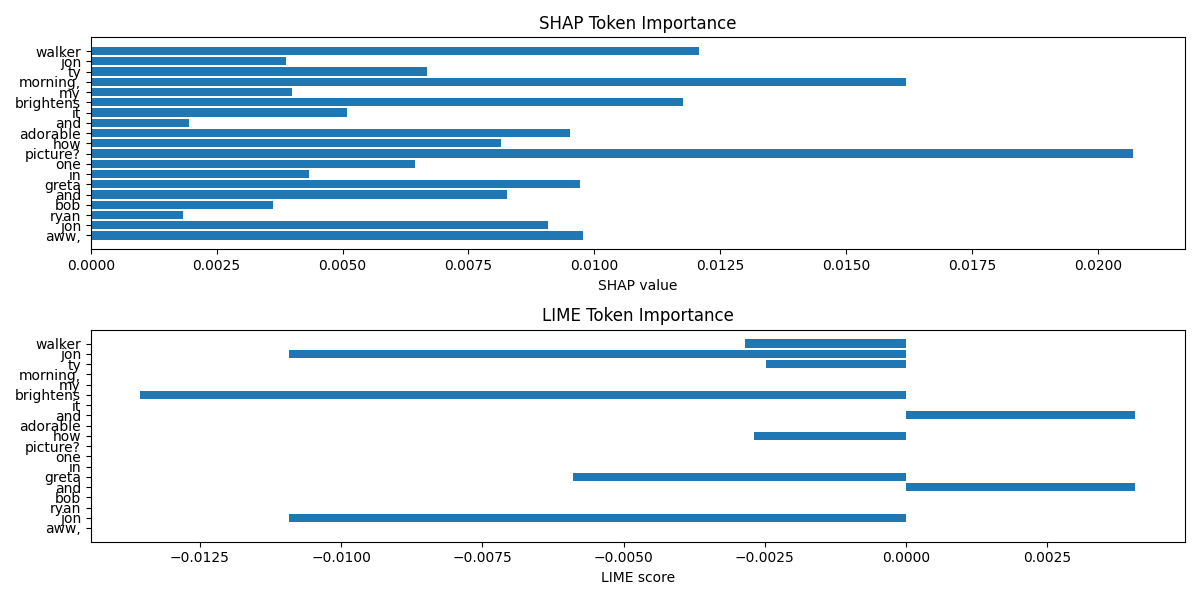 SHAP Token Importance
walker
jon
ty
morning,
my
brightens
it
and
adorable
how
picture?
one
in
greta
and
bob
ryan
jon
aww,
0.0000 0.0025 0.0050 0.0075 0.0100 0.0125 0.0150 0.0175 0.0200
SHAP value
LIME Token Importance
walker
jon
ty
morning,
my
brightens
it
and
adorable
how
picture?
one
in
greta
and
bob
ryan
jon
aww,
−0.0125 −0.0100 −0.0075 −0.0050 −0.0025 0.0000 0.0025
LIME score